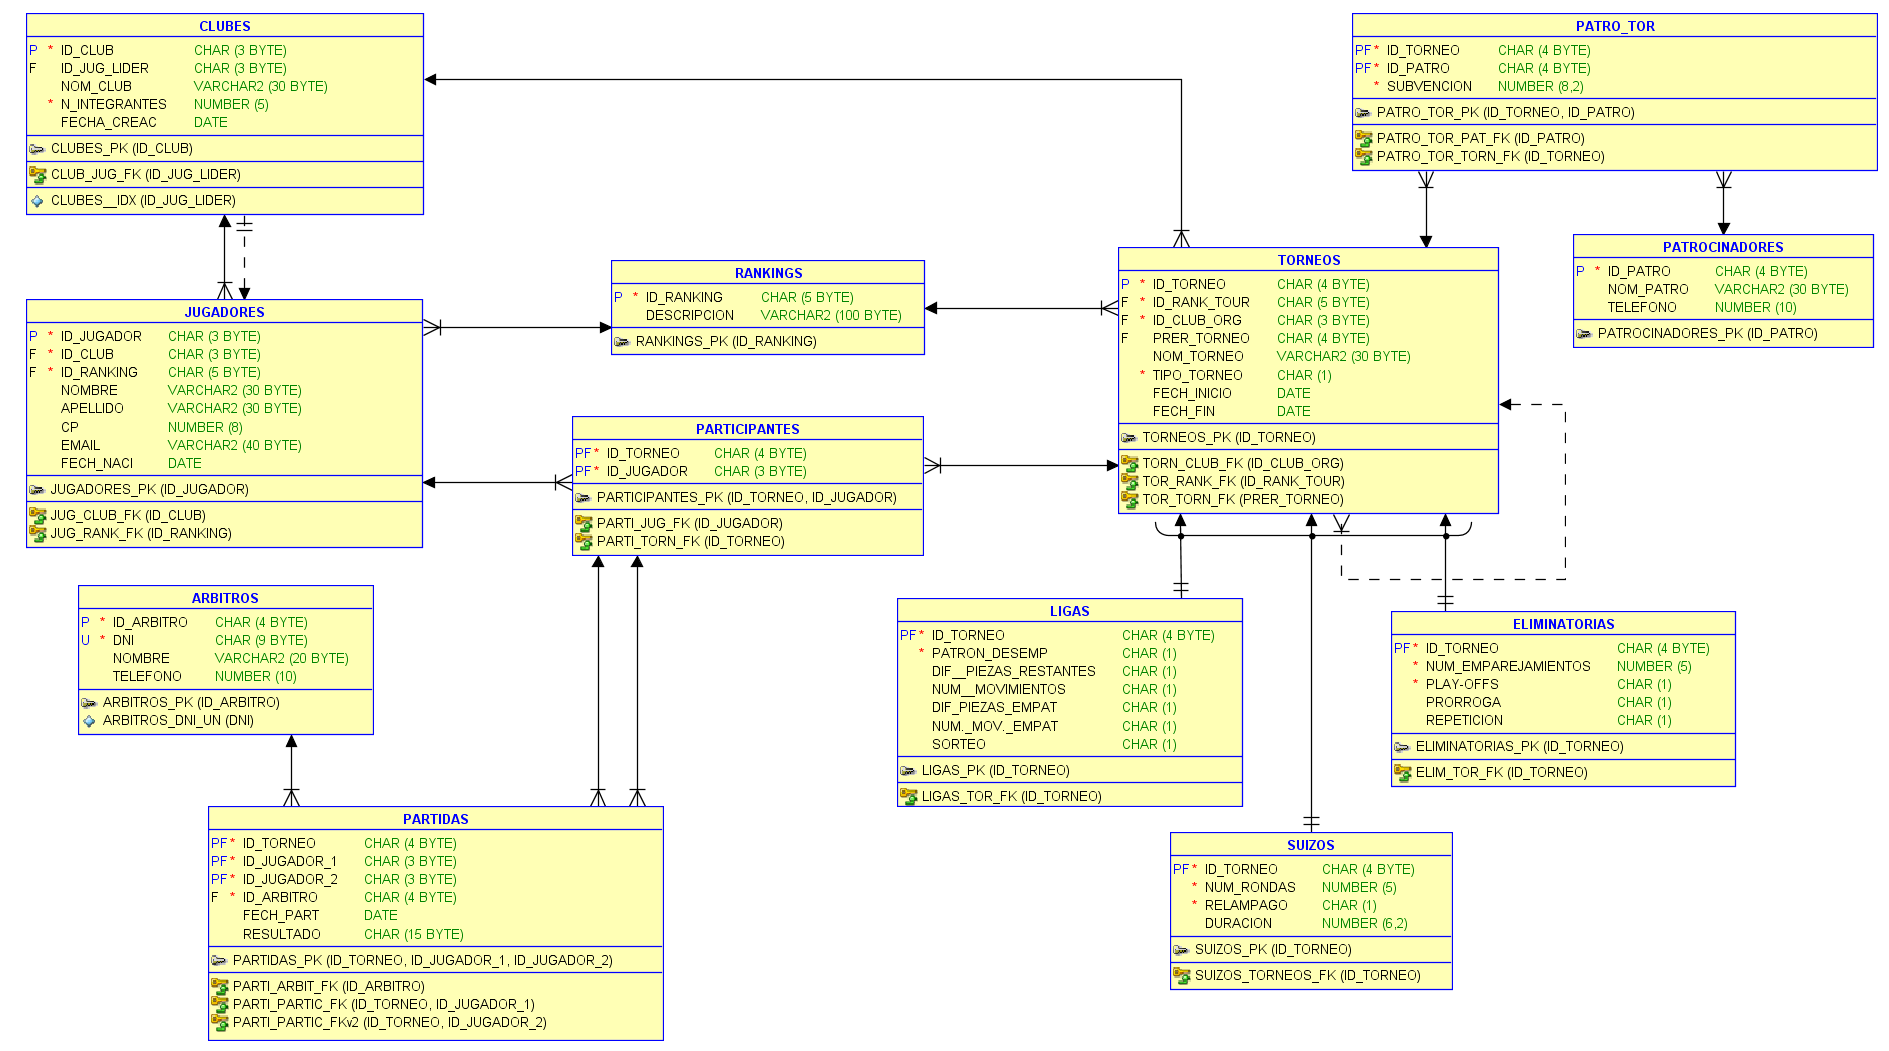 CLUBES
P * ID_CLUB CHAR (3 BYTE)
F ID_JUG_LIDER CHAR (3 BYTE)
NOM_CLUB VARCHAR2 (30 BYTE)
* N_INTEGRANTES NUMBER (5)
FECHA_CREAC DATE
CLUBES_PK (ID_CLUB)
CLUB_JUG_FK (ID_JUG_LIDER)
CLUBES__IDX (ID_JUG_LIDER)
PATRO_TOR
PF* ID_TORNEO CHAR (4 BYTE)
PF* ID_PATRO CHAR (4 BYTE)
* SUBVENCION NUMBER (8,2)
PATRO_TOR_PK (ID_TORNEO, ID_PATRO)
PATRO_TOR_PAT_FK (ID_PATRO)
PATRO_TOR_TORN_FK (ID_TORNEO)
PATROCINADORES
P * ID_PATRO CHAR (4 BYTE)
NOM_PATRO VARCHAR2 (30 BYTE)
TELEFONO NUMBER (10)
PATROCINADORES_PK (ID_PATRO)
RANKINGS
P * ID_RANKING CHAR (5 BYTE)
DESCRIPCION VARCHAR2 (100 BYTE)
RANKINGS_PK (ID_RANKING)
TORNEOS
P * ID_TORNEO CHAR (4 BYTE)
F * ID_RANK_TOUR CHAR (5 BYTE)
F * ID_CLUB_ORG CHAR (3 BYTE)
F PRER_TORNEO CHAR (4 BYTE)
NOM_TORNEO VARCHAR2 (30 BYTE)
* TIPO_TORNEO CHAR (1)
FECH_INICIO DATE
FECH_FIN DATE
TORNEOS_PK (ID_TORNEO)
TORN_CLUB_FK (ID_CLUB_ORG)
TOR_RANK_FK (ID_RANK_TOUR)
TOR_TORN_FK (PRER_TORNEO)
JUGADORES
P * ID_JUGADOR CHAR (3 BYTE)
F * ID_CLUB CHAR (3 BYTE)
F * ID_RANKING CHAR (5 BYTE)
NOMBRE VARCHAR2 (30 BYTE)
APELLIDO VARCHAR2 (30 BYTE)
CP NUMBER (8)
EMAIL VARCHAR2 (40 BYTE)
FECH_NACI DATE
JUGADORES_PK (ID_JUGADOR)
JUG_CLUB_FK (ID_CLUB)
JUG_RANK_FK (ID_RANKING)
PARTICIPANTES
PF* ID_TORNEO CHAR (4 BYTE)
PF* ID_JUGADOR CHAR (3 BYTE)
PARTICIPANTES_PK (ID_TORNEO, ID_JUGADOR)
PARTI_JUG_FK (ID_JUGADOR)
PARTI_TORN_FK (ID_TORNEO)
ARBITROS
P * ID_ARBITRO CHAR (4 BYTE)
U * DNI CHAR (9 BYTE)
NOMBRE VARCHAR2 (20 BYTE)
TELEFONO NUMBER (10)
ARBITROS_PK (ID_ARBITRO)
ARBITROS_DNI_UN (DNI)
LIGAS
PF* ID_TORNEO CHAR (4 BYTE)
* PATRON_DESEMP CHAR (1)
DIF__PIEZAS_RESTANTES CHAR (1)
NUM__MOVIMIENTOS CHAR (1)
DIF_PIEZAS_EMPAT CHAR (1)
NUM._MOV._EMPAT CHAR (1)
SORTEO CHAR (1)
LIGAS_PK (ID_TORNEO)
LIGAS_TOR_FK (ID_TORNEO)
ELIMINATORIAS
PF* ID_TORNEO CHAR (4 BYTE)
* NUM_EMPAREJAMIENTOS NUMBER (5)
* PLAY-OFFS CHAR (1)
PRORROGA CHAR (1)
REPETICION CHAR (1)
ELIMINATORIAS_PK (ID_TORNEO)
ELIM_TOR_FK (ID_TORNEO)
PARTIDAS
PF* ID_TORNEO CHAR (4 BYTE)
PF* ID_JUGADOR_1 CHAR (3 BYTE)
PF* ID_JUGADOR_2 CHAR (3 BYTE)
F * ID_ARBITRO CHAR (4 BYTE)
FECH_PART DATE
RESULTADO CHAR (15 BYTE)
PARTIDAS_PK (ID_TORNEO, ID_JUGADOR_1, ID_JUGADOR_2)
PARTI_ARBIT_FK (ID_ARBITRO)
PARTI_PARTIC_FK (ID_TORNEO, ID_JUGADOR_1)
PARTI_PARTIC_FKv2 (ID_TORNEO, ID_JUGADOR_2)
SUIZOS
PF* ID_TORNEO CHAR (4 BYTE)
* NUM_RONDAS NUMBER (5)
* RELAMPAGO CHAR (1)
DURACION NUMBER (6,2)
SUIZOS_PK (ID_TORNEO)
SUIZOS_TORNEOS_FK (ID_TORNEO)